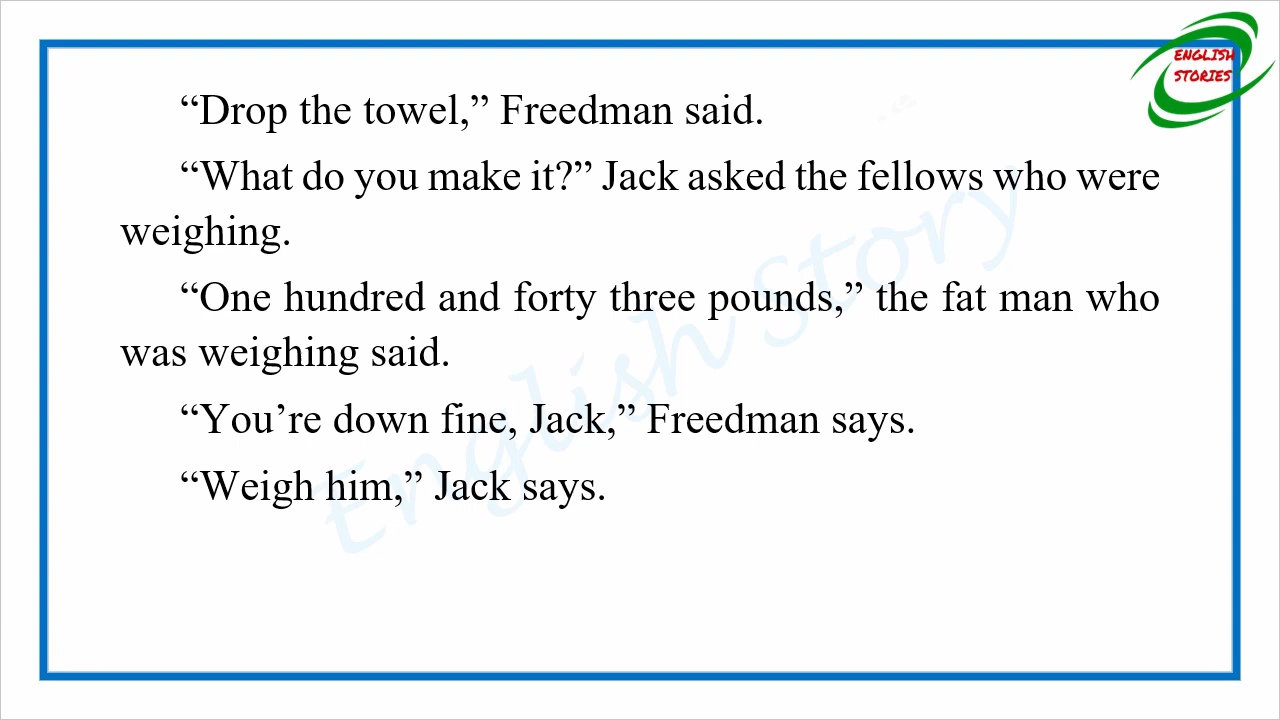 ENGLISH
STORIES
“Drop the towel,” Freedman said.
“What do you make it?” Jack asked the fellows who were
weighing.
“One hundred and forty three pounds,” the fat man who
was weighing said.
“You’re down fine, Jack,” Freedman says.
“Weigh him,” Jack says.
English Story